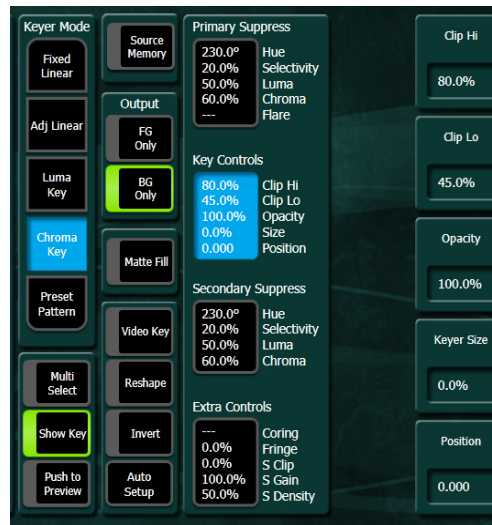 Keyer Mode
Fixed
Linear
Adj Linear
Luma
Key
Chroma
Key
Preset
Pattern
Multi
Select
Show Key
Push to
Preview
Source
Memory
Output
FG
Only
BG
Only
Matte Fill
Video Key
Reshape
Invert
Auto
Setup
Primary Suppress
230.0° Hue
20.0% Selectivity
50.0% Luma
60.0% Chroma
--- Flare
Key Controls
80.0% Clip Hi
45.0% Clip Lo
100.0% Opacity
0.0% Size
0.000 Position
Secondary Suppress
230.0° Hue
20.0% Selectivity
50.0% Luma
60.0% Chroma
Extra Controls
--- Coring
0.0% Fringe
0.0% S Clip
100.0% S Gain
50.0% S Density
Clip Hi
80.0%
Clip Lo
45.0%
Opacity
100.0%
Keyer Size
0.0%
Position
0.000